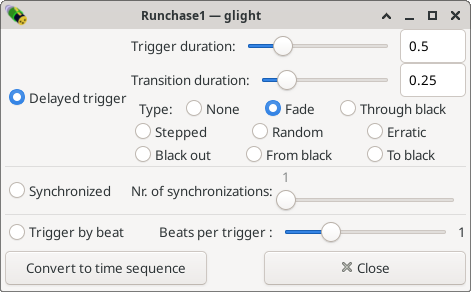 Runchase1 — glight
Trigger duration: 0.5
Transition duration: 0.25
Delayed trigger
Type: None Fade Through black
Stepped Random Erratic
Black out From black To black
1
Synchronized Nr. of synchronizations:
Trigger by beat Beats per trigger : 1
Convert to time sequence Close